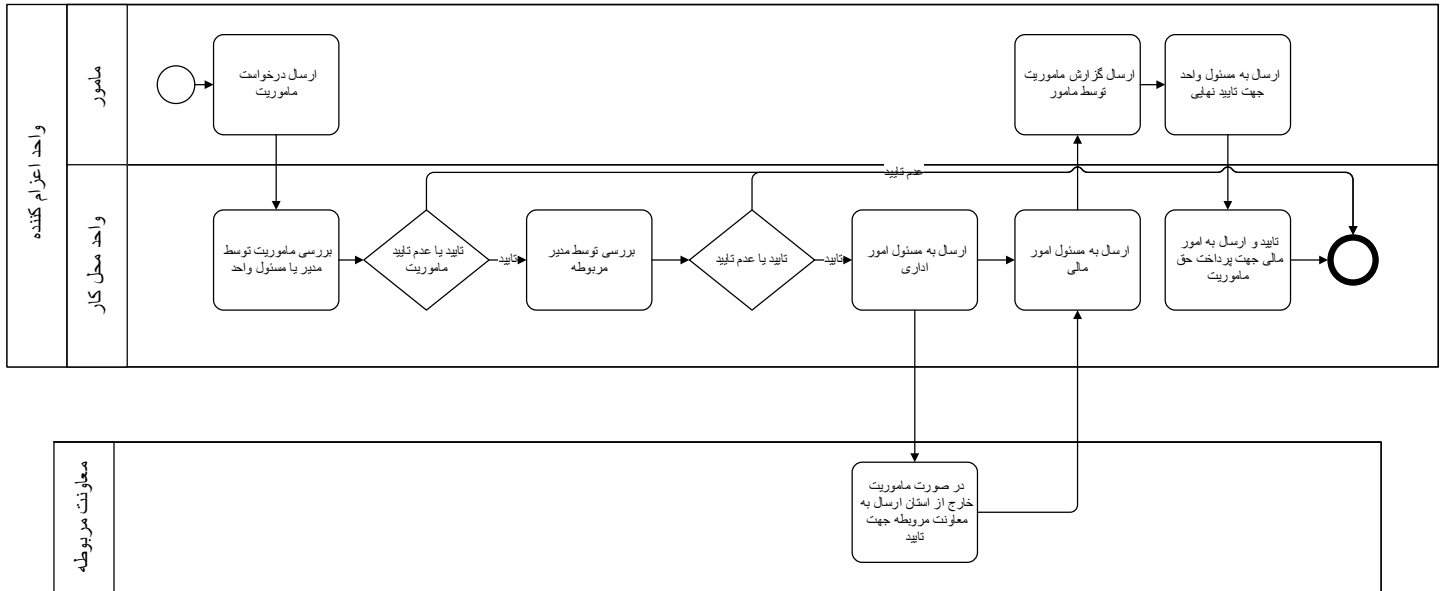 واحد اعزام کننده
مامور
ارسال درخواست
ماموریت
ارسال گزارش ماموریت
توسط مامور
ارسال به مسئول واحد
جهت تایید نهایی
واحد محل کار
عدم تایید
بررسی ماموریت توسط
مدیر یا مسئول واحد
تایید یا عدم تایید
ماموریت
تایید
بررسی توسط مدیر
مربوطه
تایید یا عدم تایید
تایید
ارسال به مسئول امور
اداری
ارسال به مسئول امور
مالی
تایید و ارسال به امور
مالی جهت پرداخت حق
ماموریت
معاونت مربوطه
در صورت ماموریت
خارج از استان ارسال به
معاونت مروبطه جهت
تایید